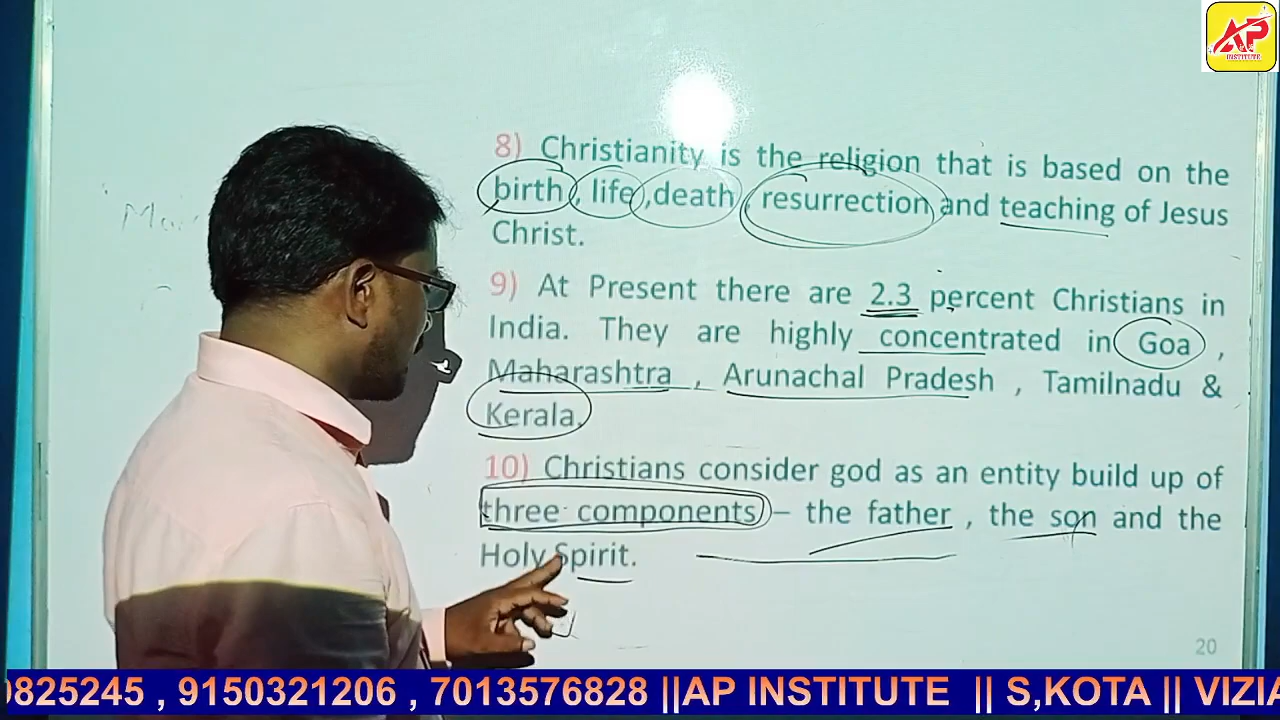 AP
INSTITUTE
8) Christianity is the religion that is based on the
birth , life ,death , resurrection and teaching of Jesus
Christ.
9) At Present there are 2.3 percent Christians in
India. They are highly concentrated in Goa ,
Maharashtra , Arunachal Pradesh , Tamilnadu &
Kerala.
10) Christians consider god as an entity build up of
three components – the father , the son and the
Holy Spirit.
20
825245 , 9150321206 , 7013576828 ||AP INSTITUTE || S,KOTA || VIZIA